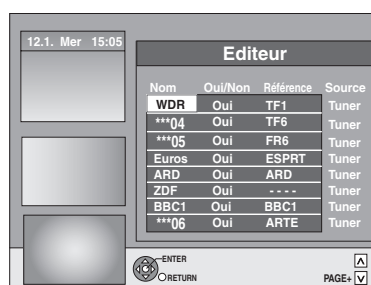 12.1. Mer 15:05
Editeur
Nom Oui/Non Référence Source
WDR Oui TF1 Tuner
***04 Oui TF6 Tuner
***05 Oui FR6 Tuner
Euros Oui ESPRT Tuner
ARD Oui ARD Tuner
ZDF Oui ---- Tuner
BBC1 Oui BBC1 Tuner
***06 Oui ARTE Tuner
ENTER
RETURN
PAGE+